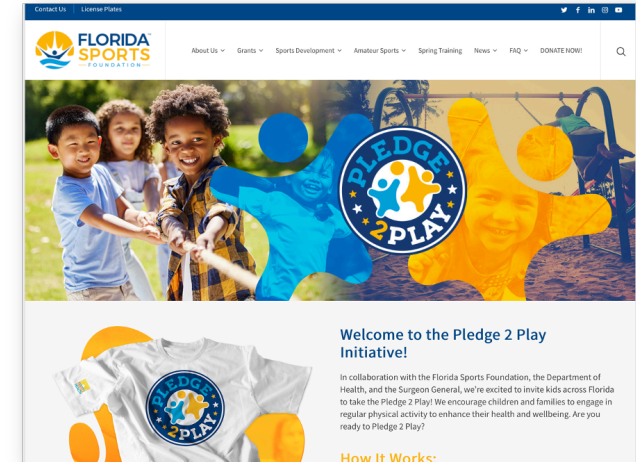 Contact Us License Plates
FLORIDA
SPORTS
FOUNDATION
About Us Grants Sports Development Amateur Sports Spring Training News FAQ DONATE NOW!
PLEDGE
2PLAY
PLEDGE
2PLAY
Welcome to the Pledge 2 Play
Initiative!
In collaboration with the Florida Sports Foundation, the Department of
Health, and the Surgeon General, we're excited to invite kids across Florida
to take the Pledge 2 Play! We encourage children and families to engage in
regular physical activity to enhance their health and wellbeing. Are you
ready to Pledge 2 Play?
How It Works: